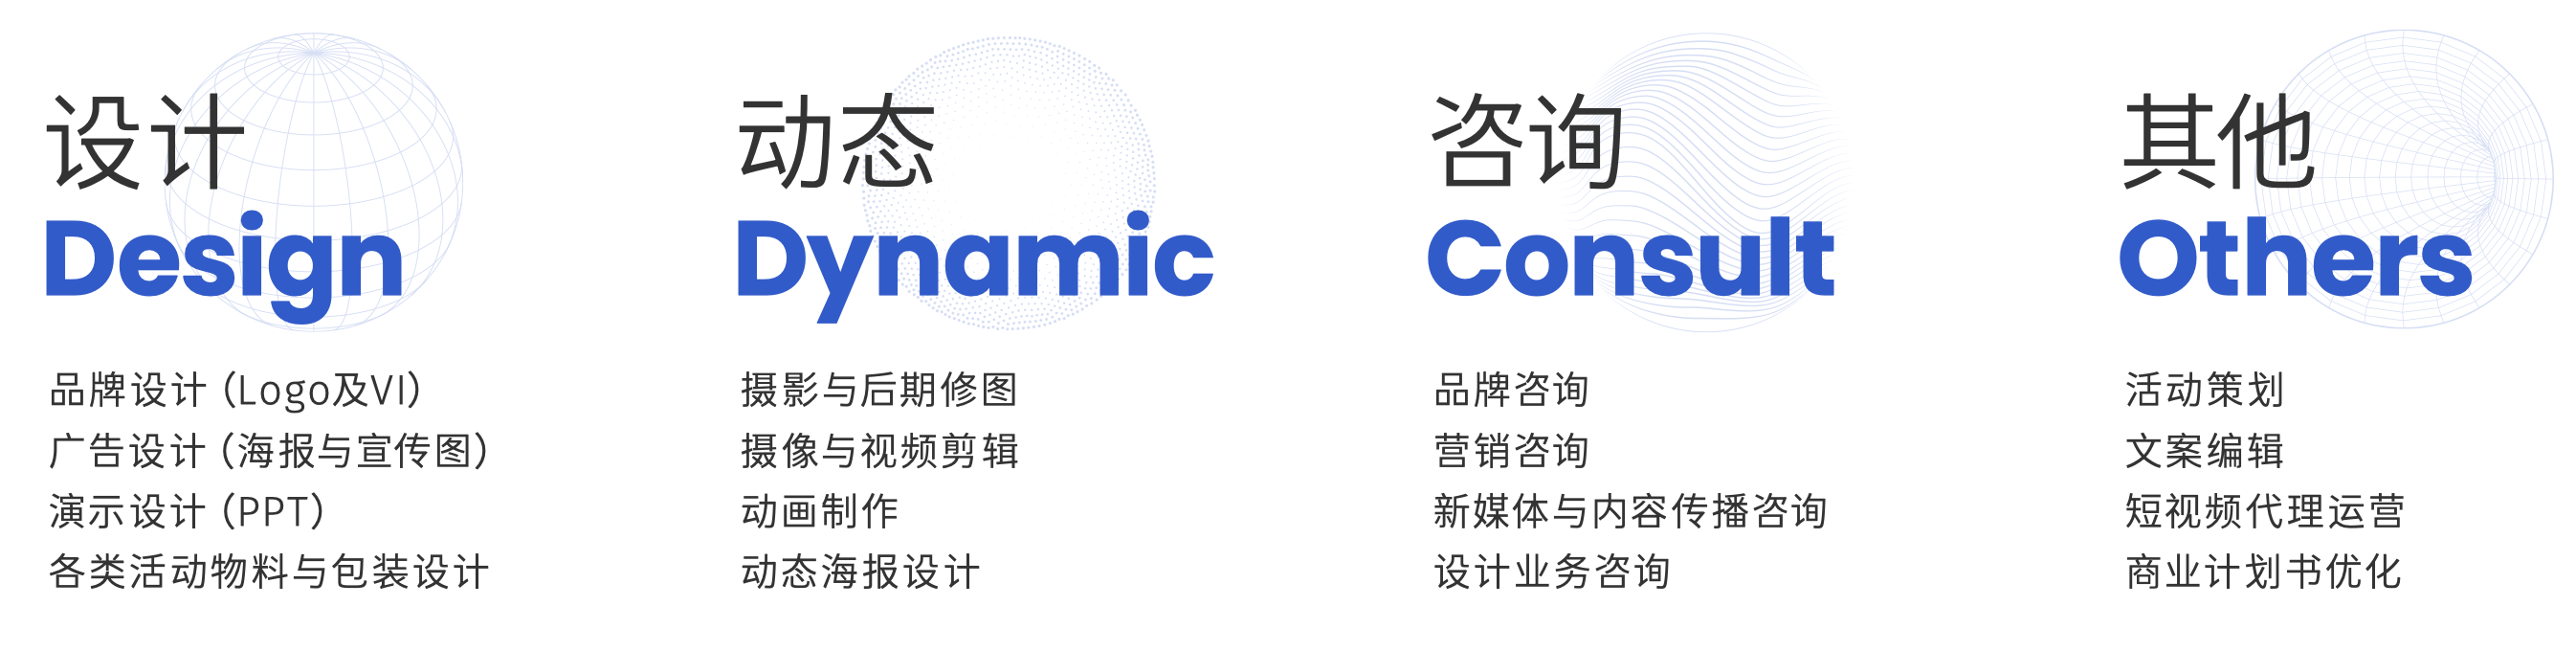 设计
Design
品牌设计（Logo及VI）
广告设计（海报与宣传图）
演示设计（PPT）
各类活动物料与包装设计
动态
Dynamic
摄影与后期修图
摄像与视频剪辑
动画制作
动态海报设计
咨询
Consult
品牌咨询
营销咨询
新媒体与内容传播咨询
设计业务咨询
其他
Others
活动策划
文案编辑
短视频代理运营
商业计划书优化